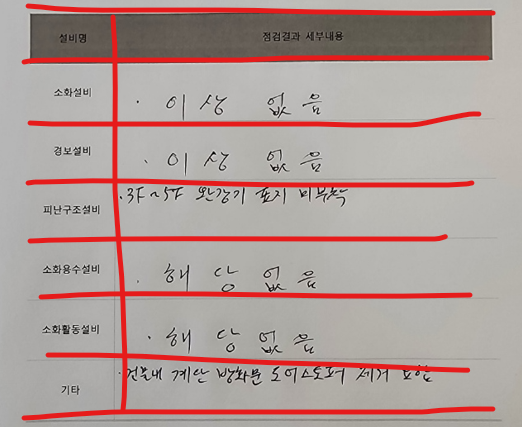 설비명 점검결과 세부내용
소화설비 · 이상 없음
경보설비 · 이상 없음
피난구조설비 · 3F ~ 5F 완강기 표지 미부착
소화용수설비 · 해당없음
소화활동설비 · 해당없음
기타 · 건물내 계단 방화문 도어스토퍼 제거 요함